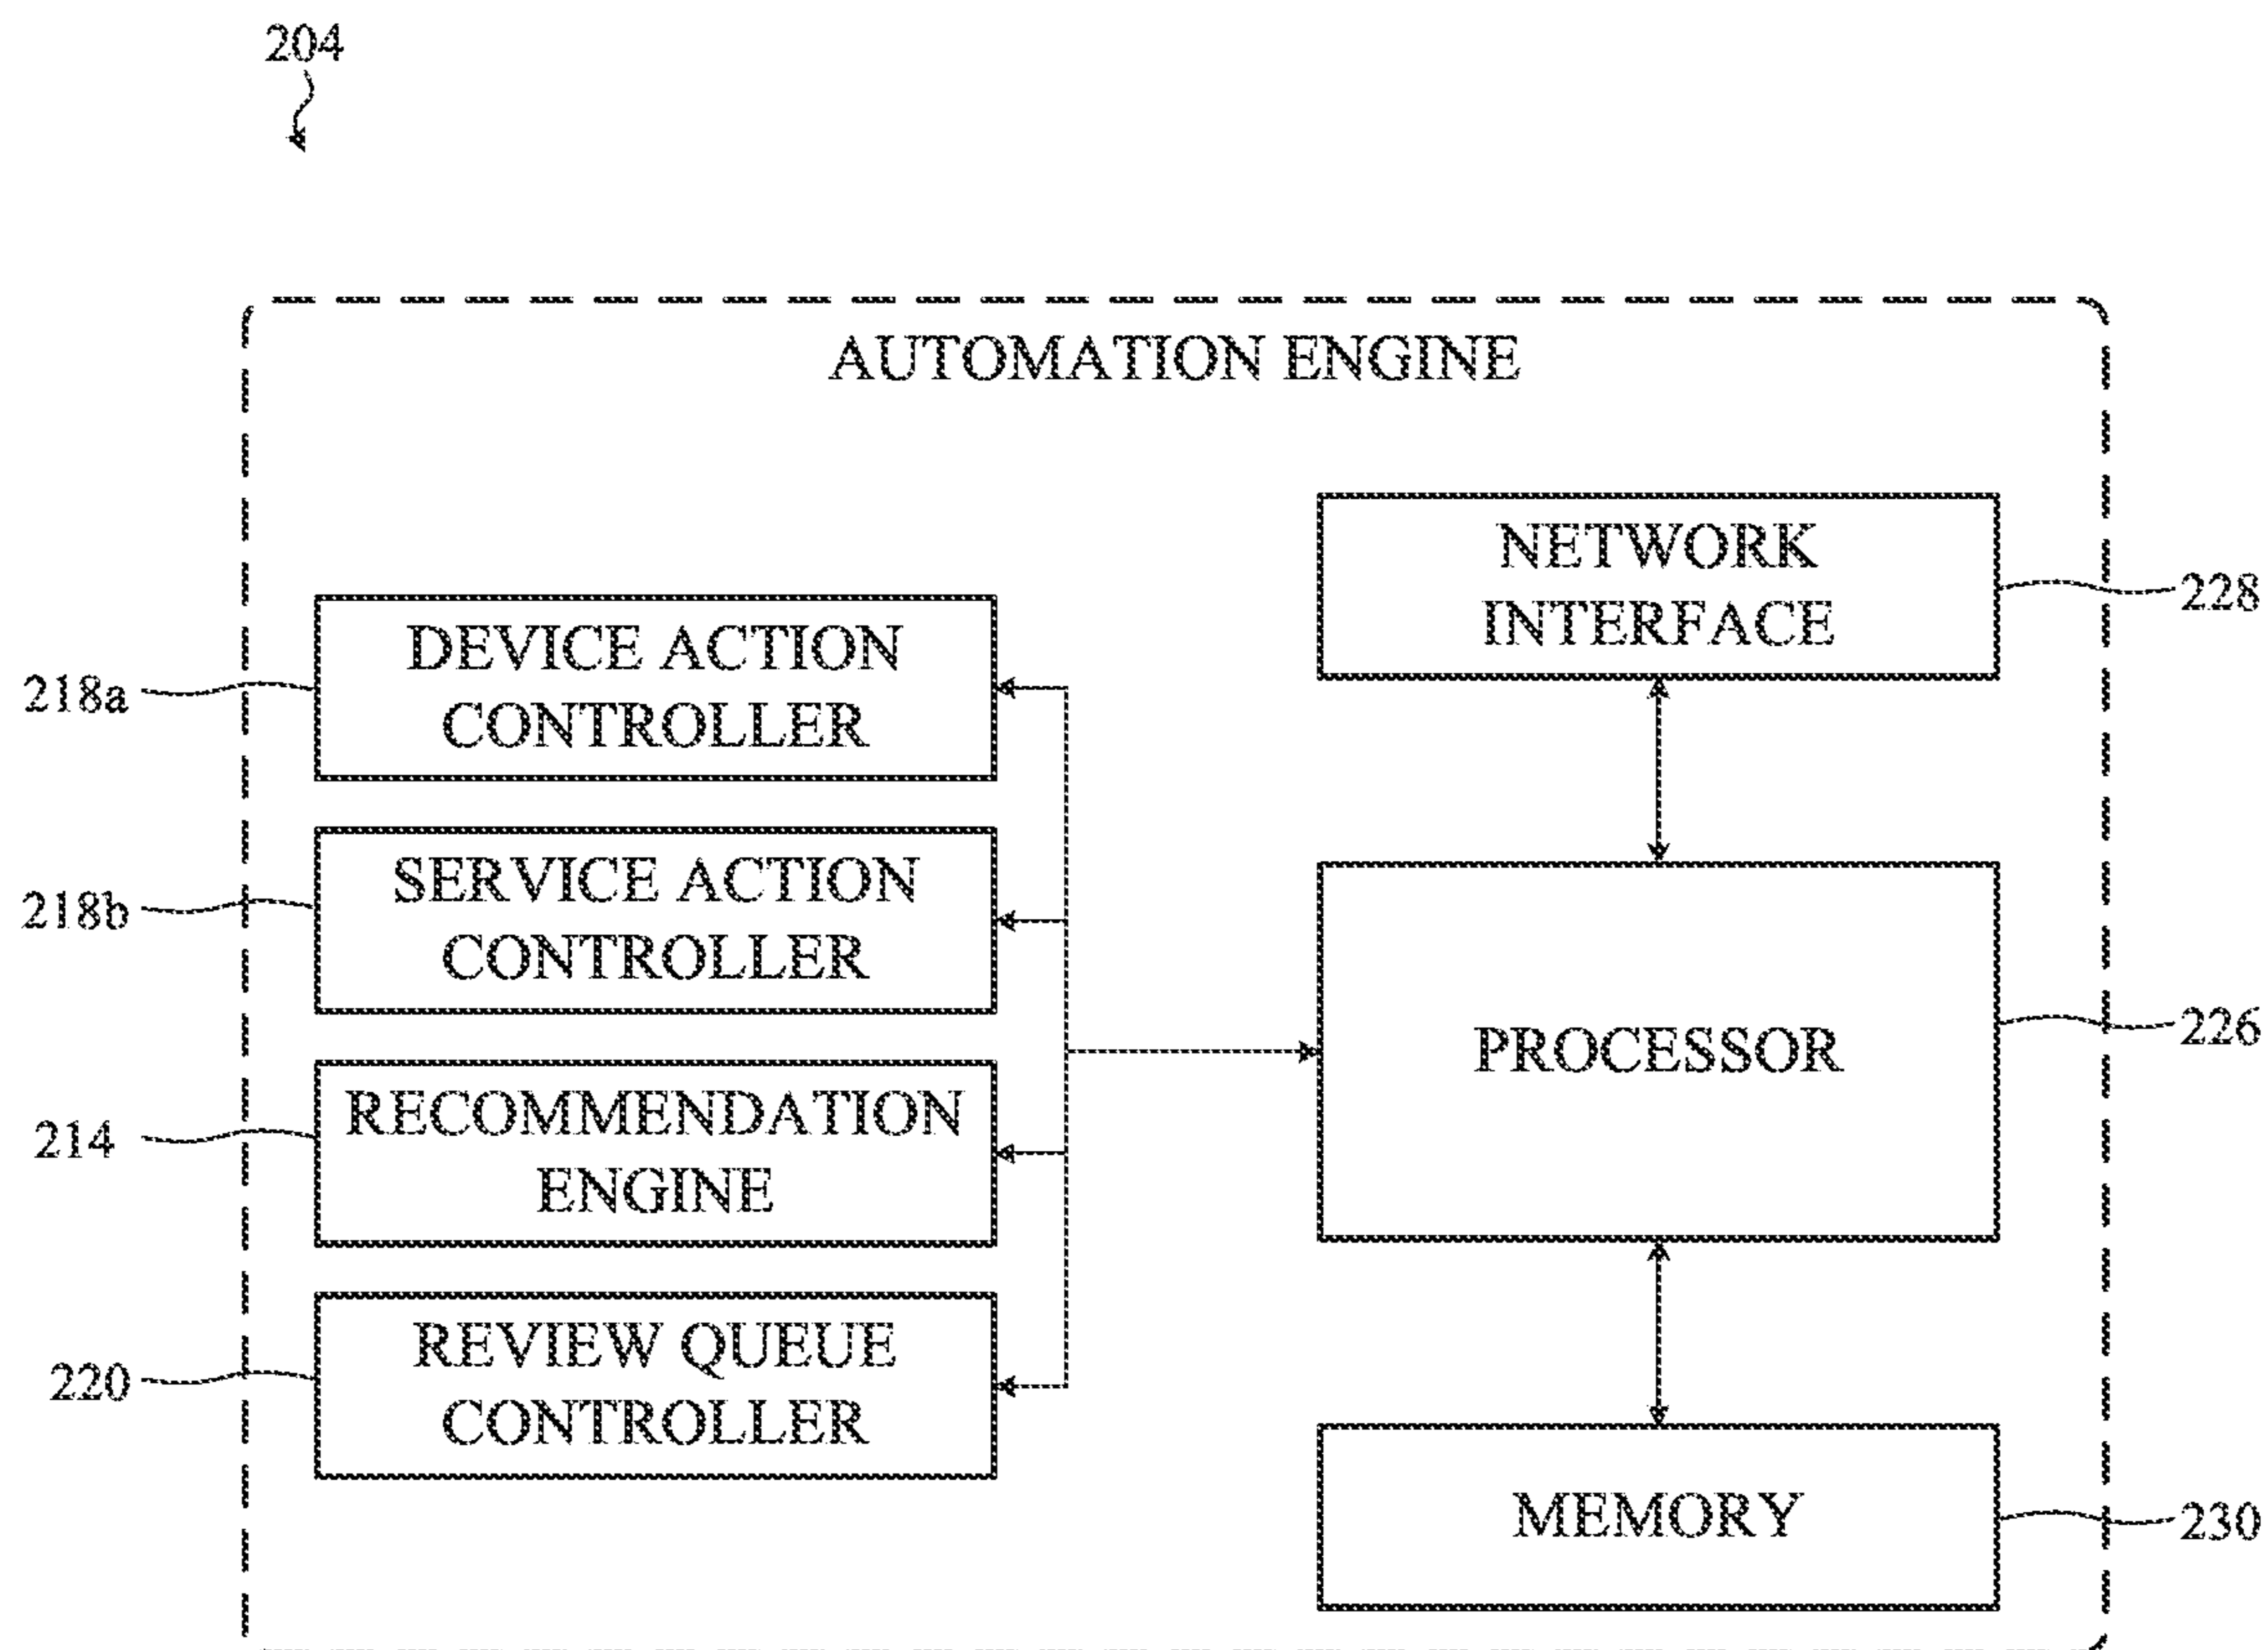 204
AUTOMATION ENGINE
NETWORK
INTERFACE
228
DEVICE ACTION
CONTROLLER
218a
SERVICE ACTION
CONTROLLER
218b
PROCESSOR
226
RECOMMENDATION
ENGINE
214
REVIEW QUEUE
CONTROLLER
220
MEMORY
230